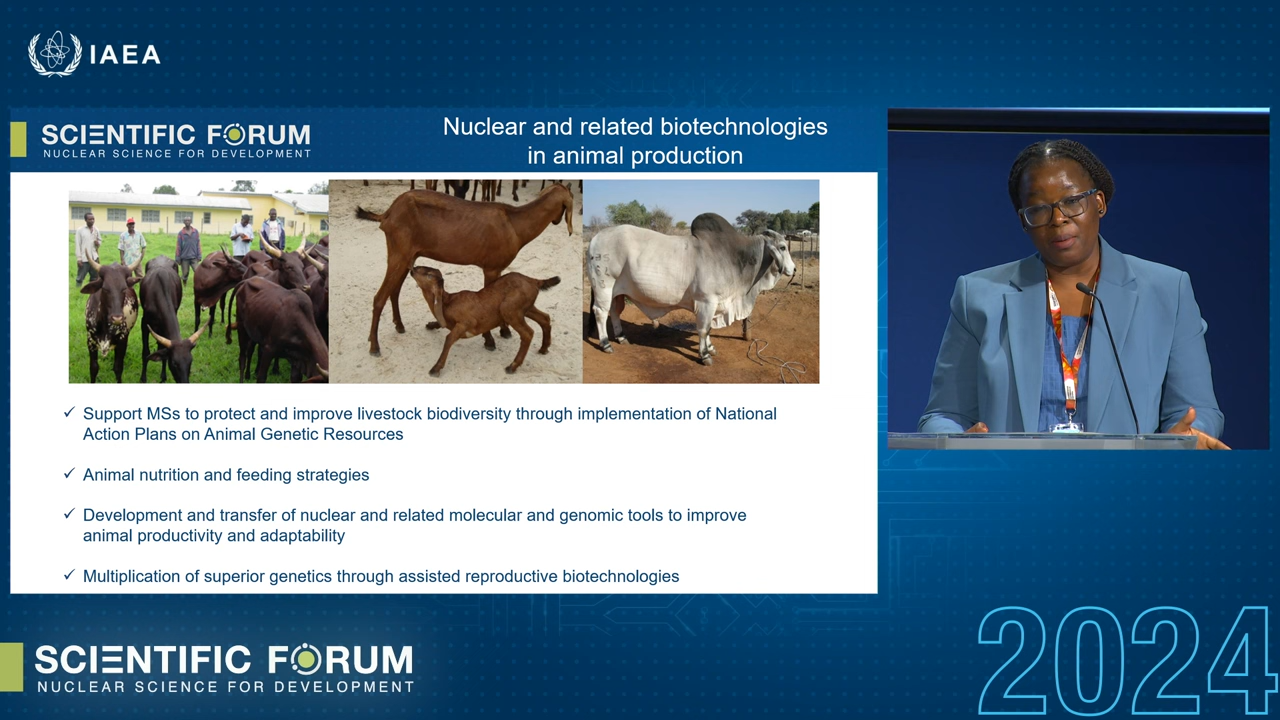 IAEA
SCIENTIFIC FORUM
NUCLEAR SCIENCE FOR DEVELOPMENT
Nuclear and related biotechnologies
in animal production
✓ Support MSs to protect and improve livestock biodiversity through implementation of National
Action Plans on Animal Genetic Resources
✓ Animal nutrition and feeding strategies
✓ Development and transfer of nuclear and related molecular and genomic tools to improve
animal productivity and adaptability
✓ Multiplication of superior genetics through assisted reproductive biotechnologies
SCIENTIFIC FORUM
NUCLEAR SCIENCE FOR DEVELOPMENT
2024